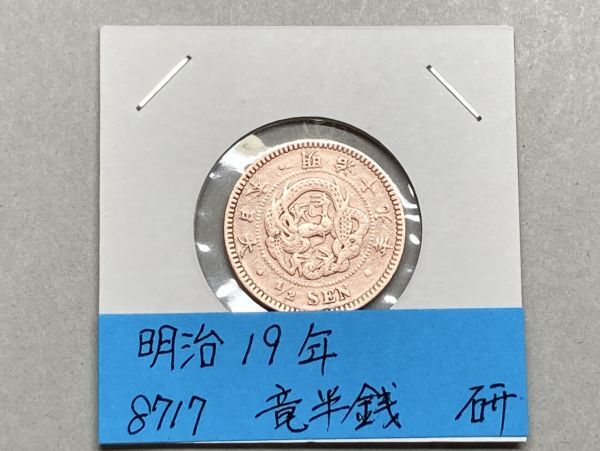 大日本・明治十九年・
1/2 SEN
明治19年
8717 竜半銭 研